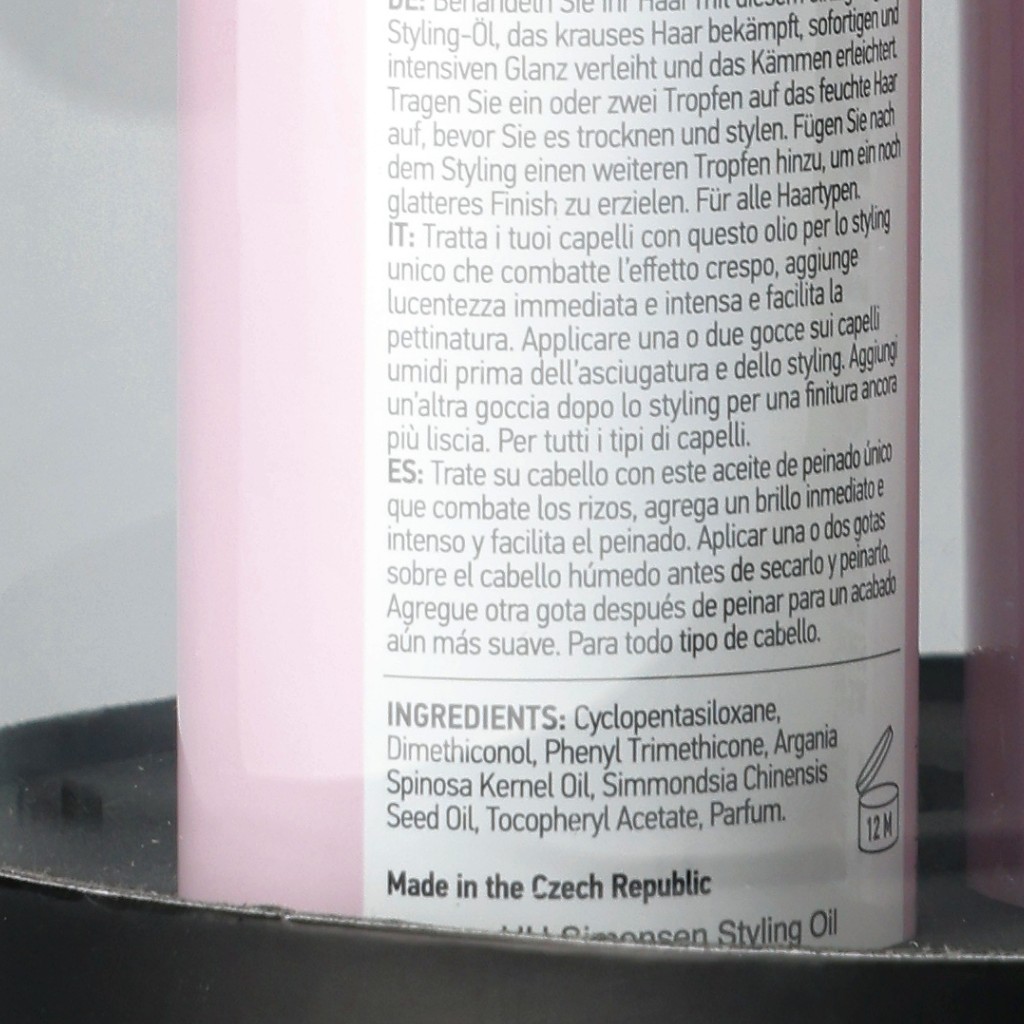 DE: Behandeln Sie Ihr Haar mit diesem
Styling-Öl, das krauses Haar bekämpft, sofortigen und
intensiven Glanz verleiht und das Kämmen erleichtert.
Tragen Sie ein oder zwei Tropfen auf das feuchte Haar
auf, bevor Sie es trocknen und stylen. Fügen Sie nach
dem Styling einen weiteren Tropfen hinzu, um ein noch
glatteres Finish zu erzielen. Für alle Haartypen.
IT: Tratta i tuoi capelli con questo olio per lo styling
unico che combatte l'effetto crespo, aggiunge
lucentezza immediata e intensa e facilita la
pettinatura. Applicare una o due gocce sui capelli
umidi prima dell'asciugatura e dello styling. Aggiungi
un'altra goccia dopo lo styling per una finitura ancora
più liscia. Per tutti i tipi di capelli.
ES: Trate su cabello con este aceite de peinado único
que combate los rizos, agrega un brillo inmediato e
intenso y facilita el peinado. Aplicar una o dos gotas
sobre el cabello húmedo antes de secarlo y peinarlo.
Agregue otra gota después de peinar para un acabado
aún más suave. Para todo tipo de cabello.
INGREDIENTS: Cyclopentasiloxane,
Dimethiconol, Phenyl Trimethicone, Argania
Spinosa Kernel Oil, Simmondsia Chinensis
Seed Oil, Tocopheryl Acetate, Parfum.
12 M
Made in the Czech Republic
Simonsen Styling Oil